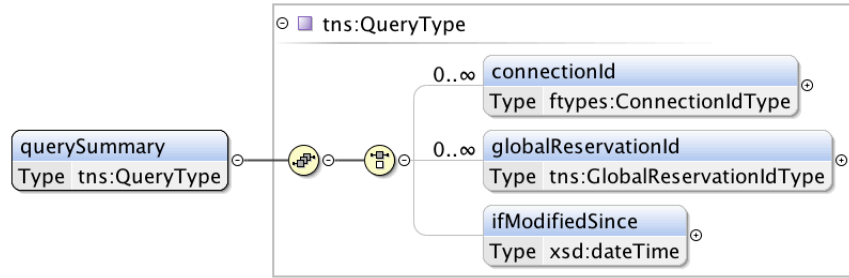 tns:QueryType
0..∞
connectionId
Type ftypes:ConnectionIdType
querySummary
Type tns:QueryType
0..∞
globalReservationId
Type tns:GlobalReservationIdType
ifModifiedSince
Type xsd:dateTime